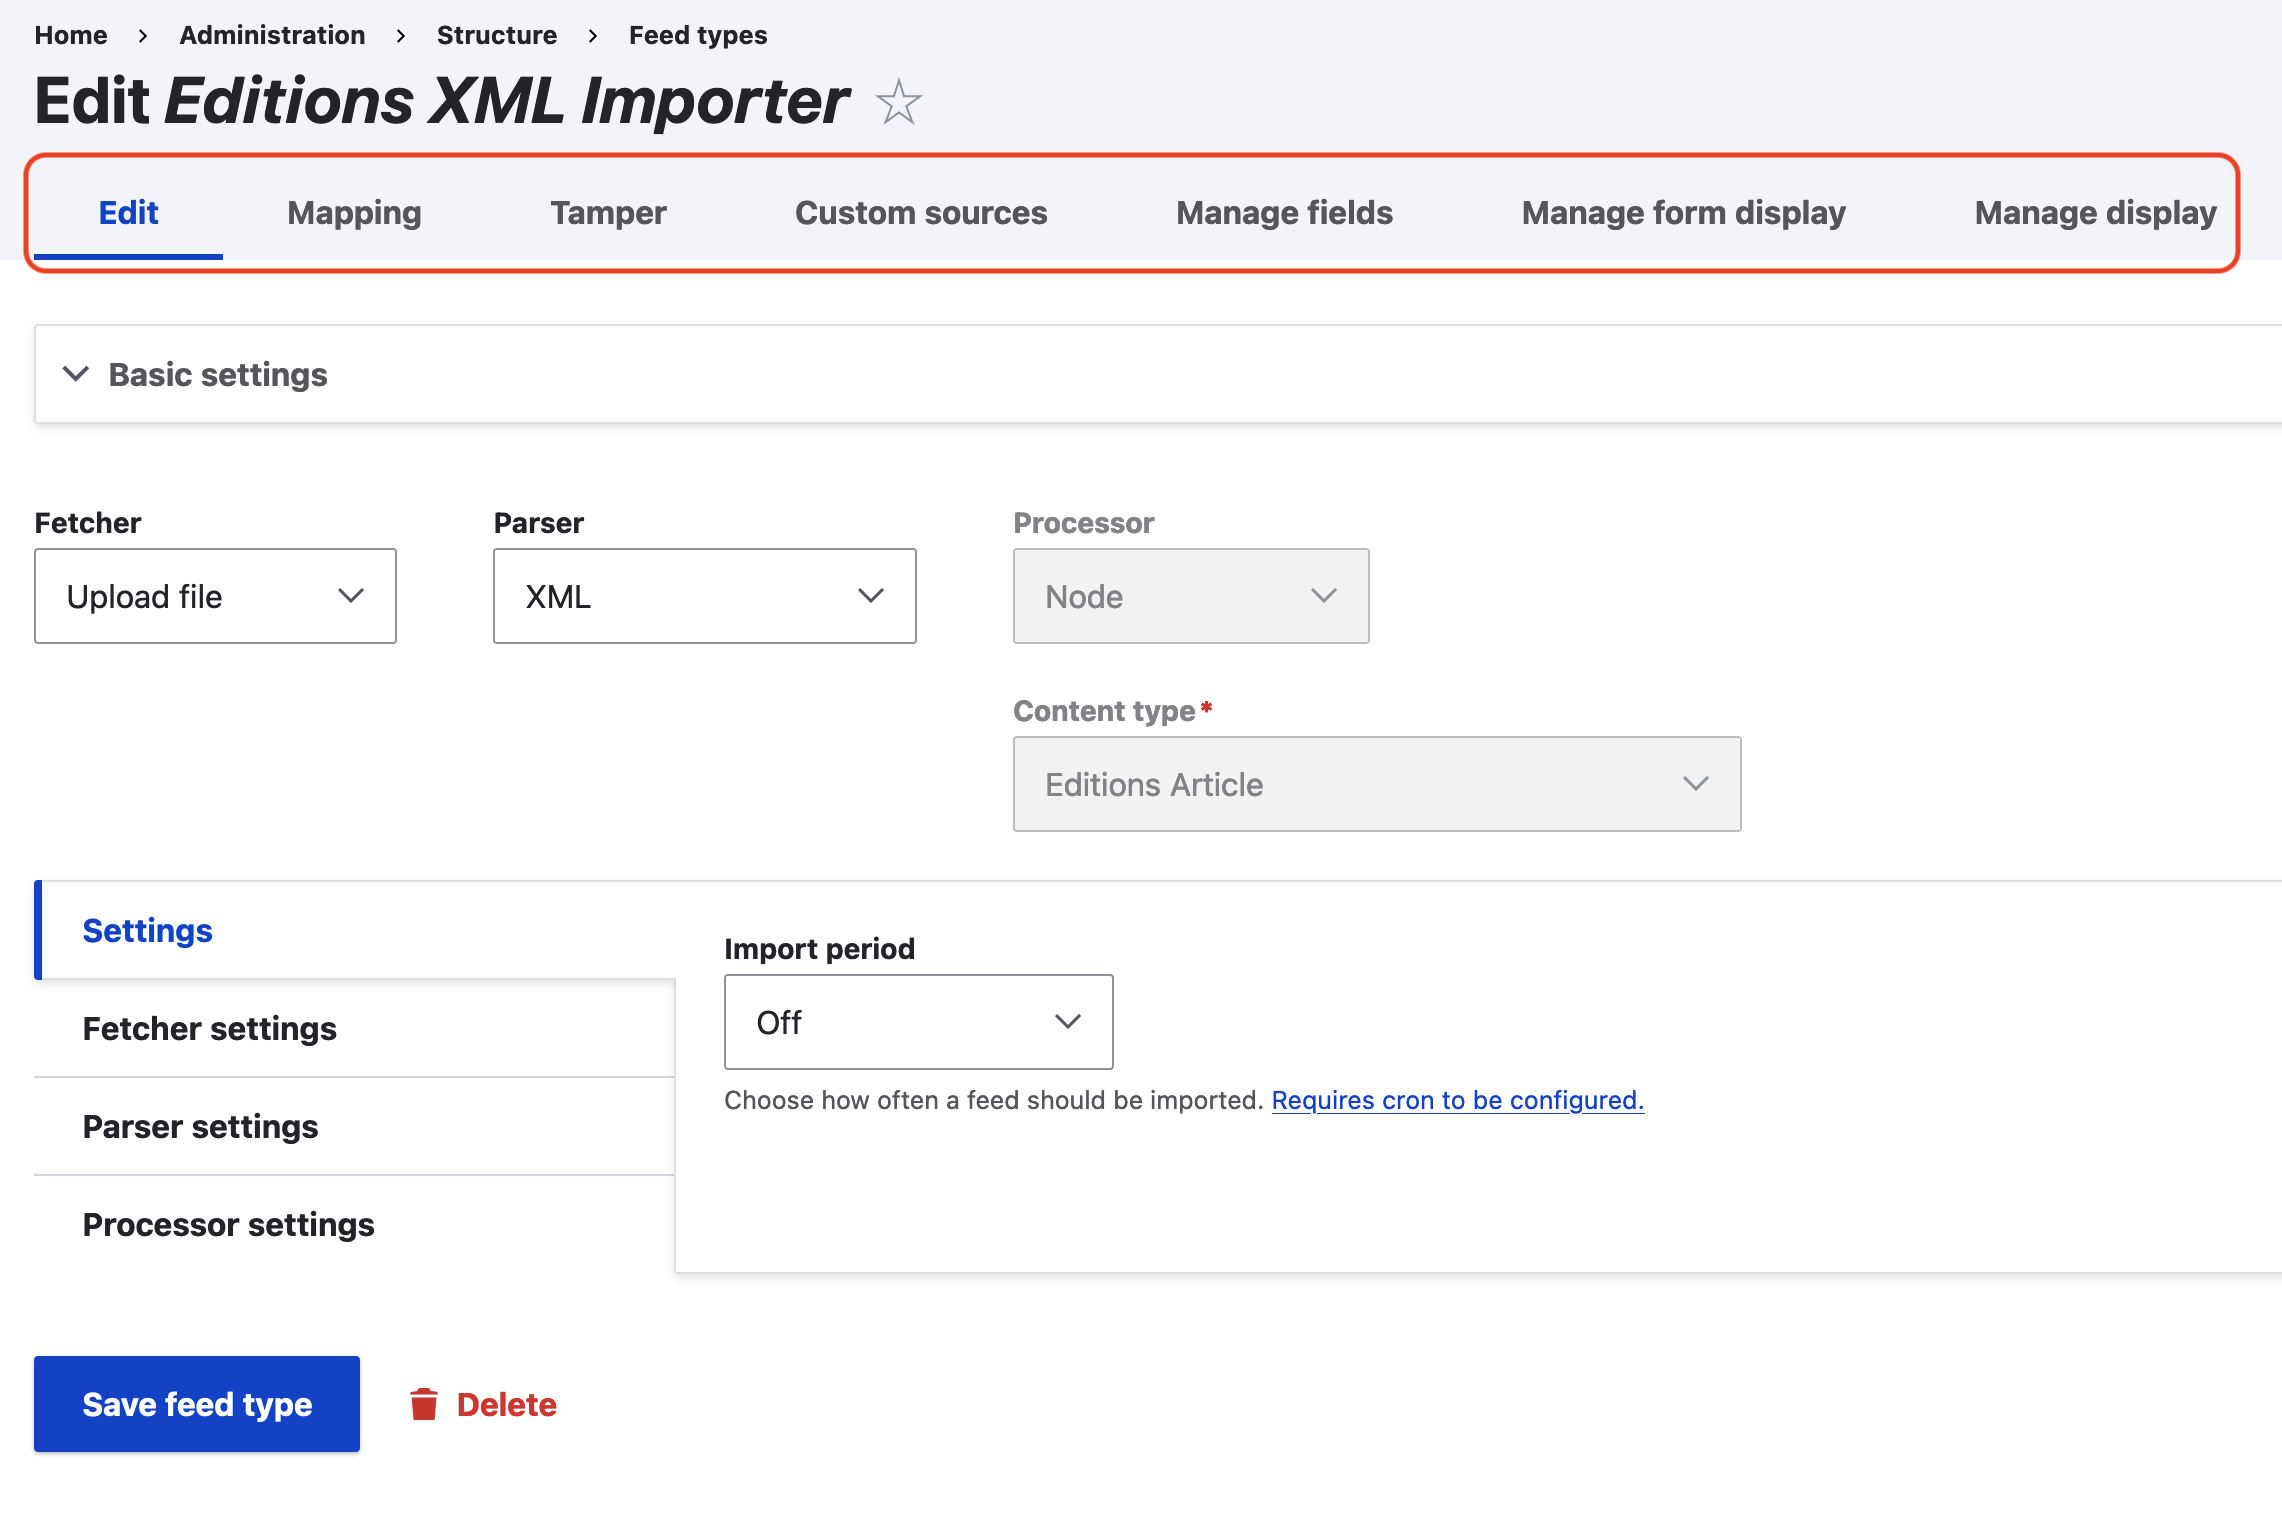 Home > Administration > Structure > Feed types
Edit Editions XML Importer
Edit Mapping Tamper Custom sources Manage fields Manage form display Manage display
Basic settings
Fetcher Parser Processor
Upload file XML Node
Content type*
Editions Article
Settings
Import period
Off
Choose how often a feed should be imported. Requires cron to be configured.
Fetcher settings
Parser settings
Processor settings
Save feed type Delete